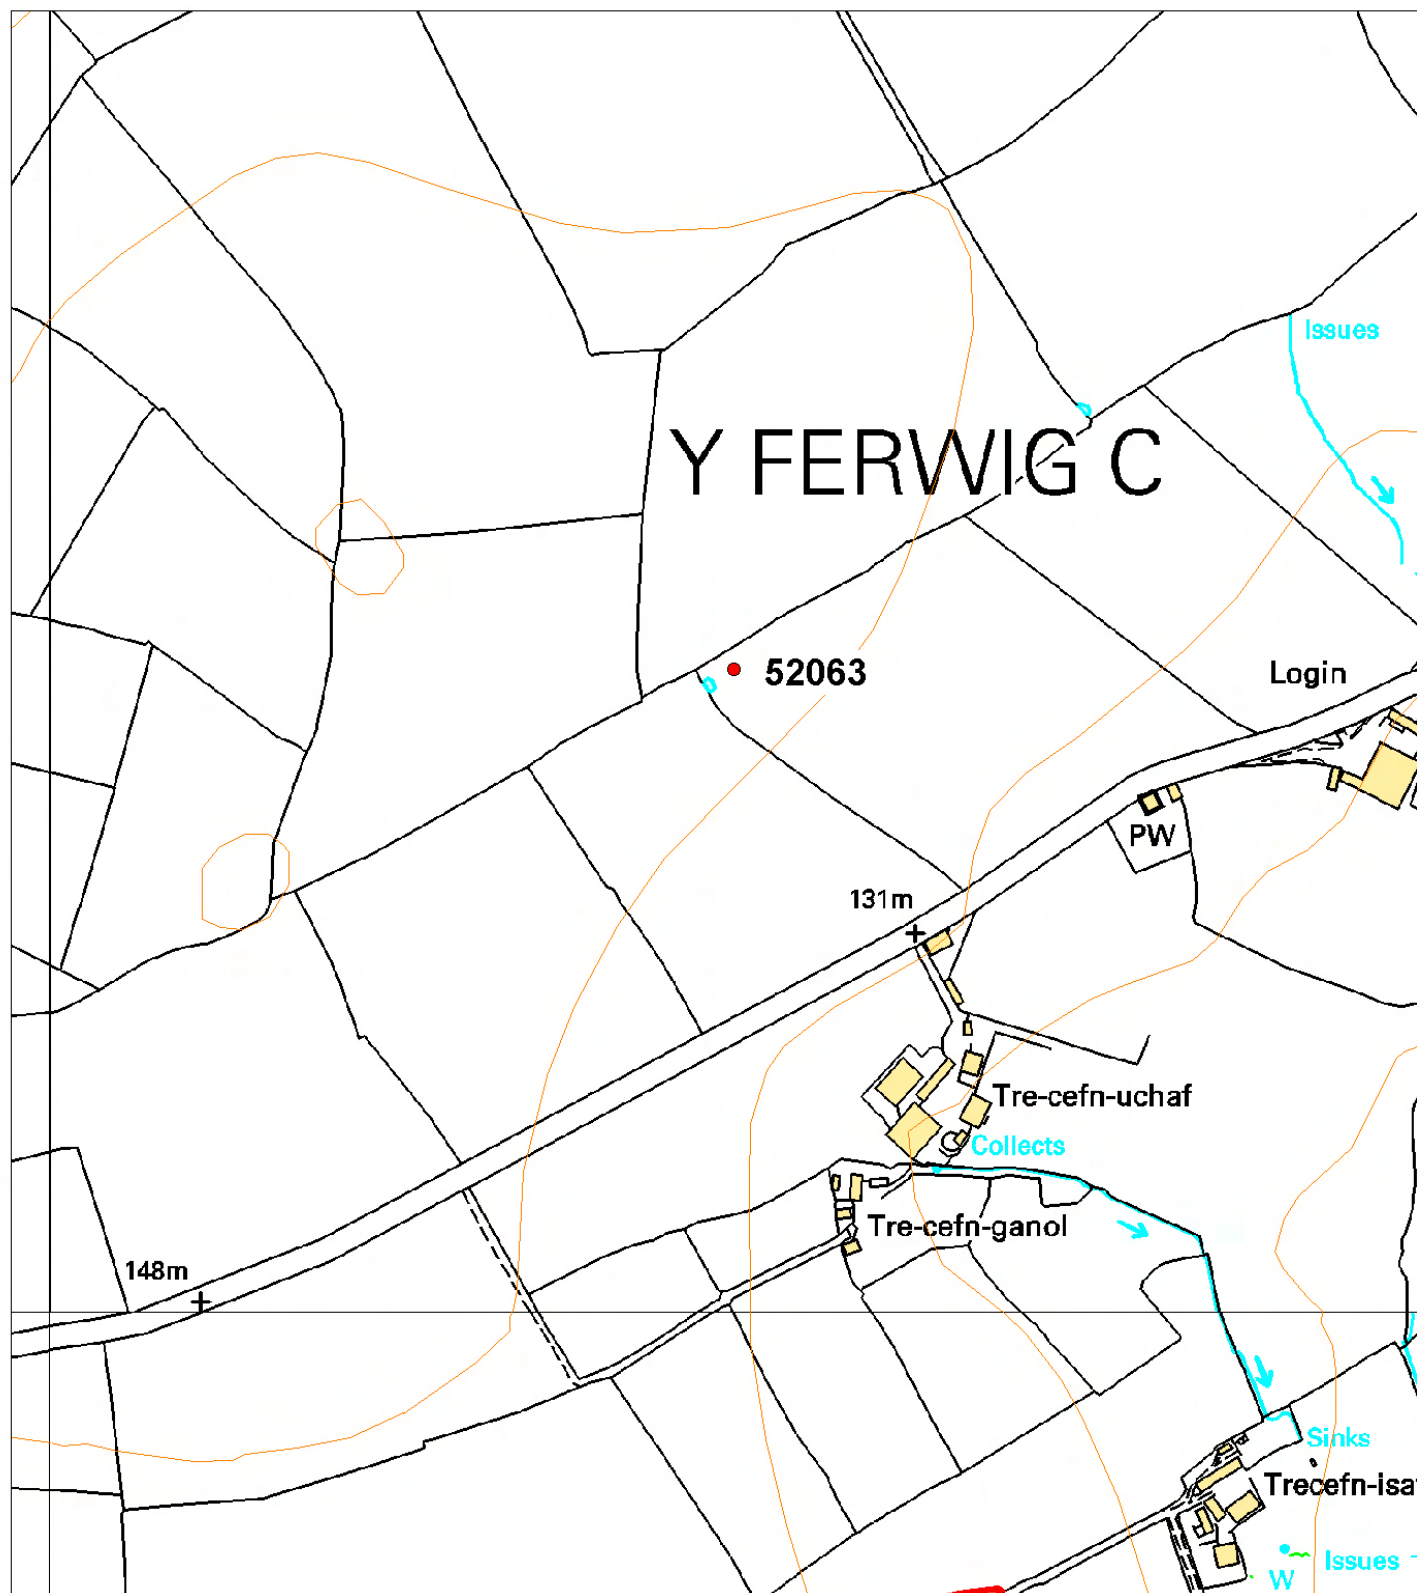 Issues
Y FERWIG C
52063
Login
PW
131m
Tre-cefn-uchaf
Collects
Tre-cefn-ganol
148m
Sinks
Trecefn-isa
Issues
W